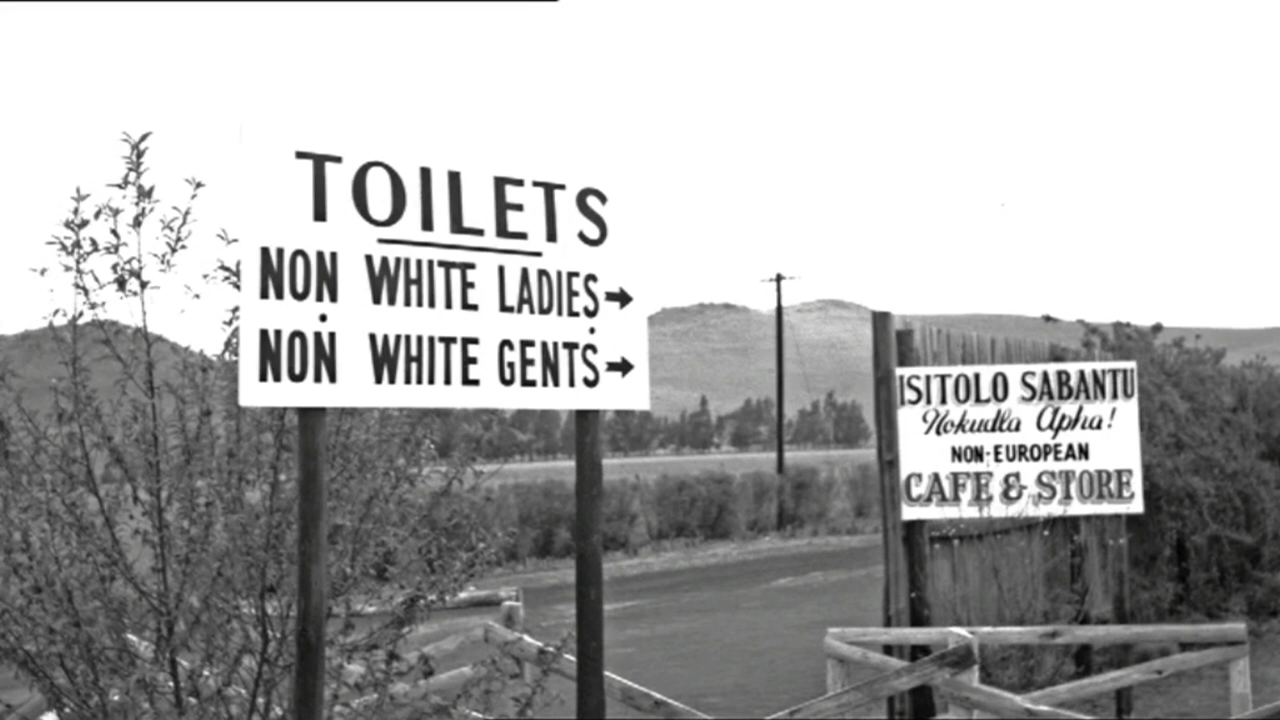 TOILETS
NON WHITE LADIES→
NON WHITE GENTS→
ISITOLO SABANTU
Nokudla Apha!
NON-EUROPEAN
CAFE & STORE